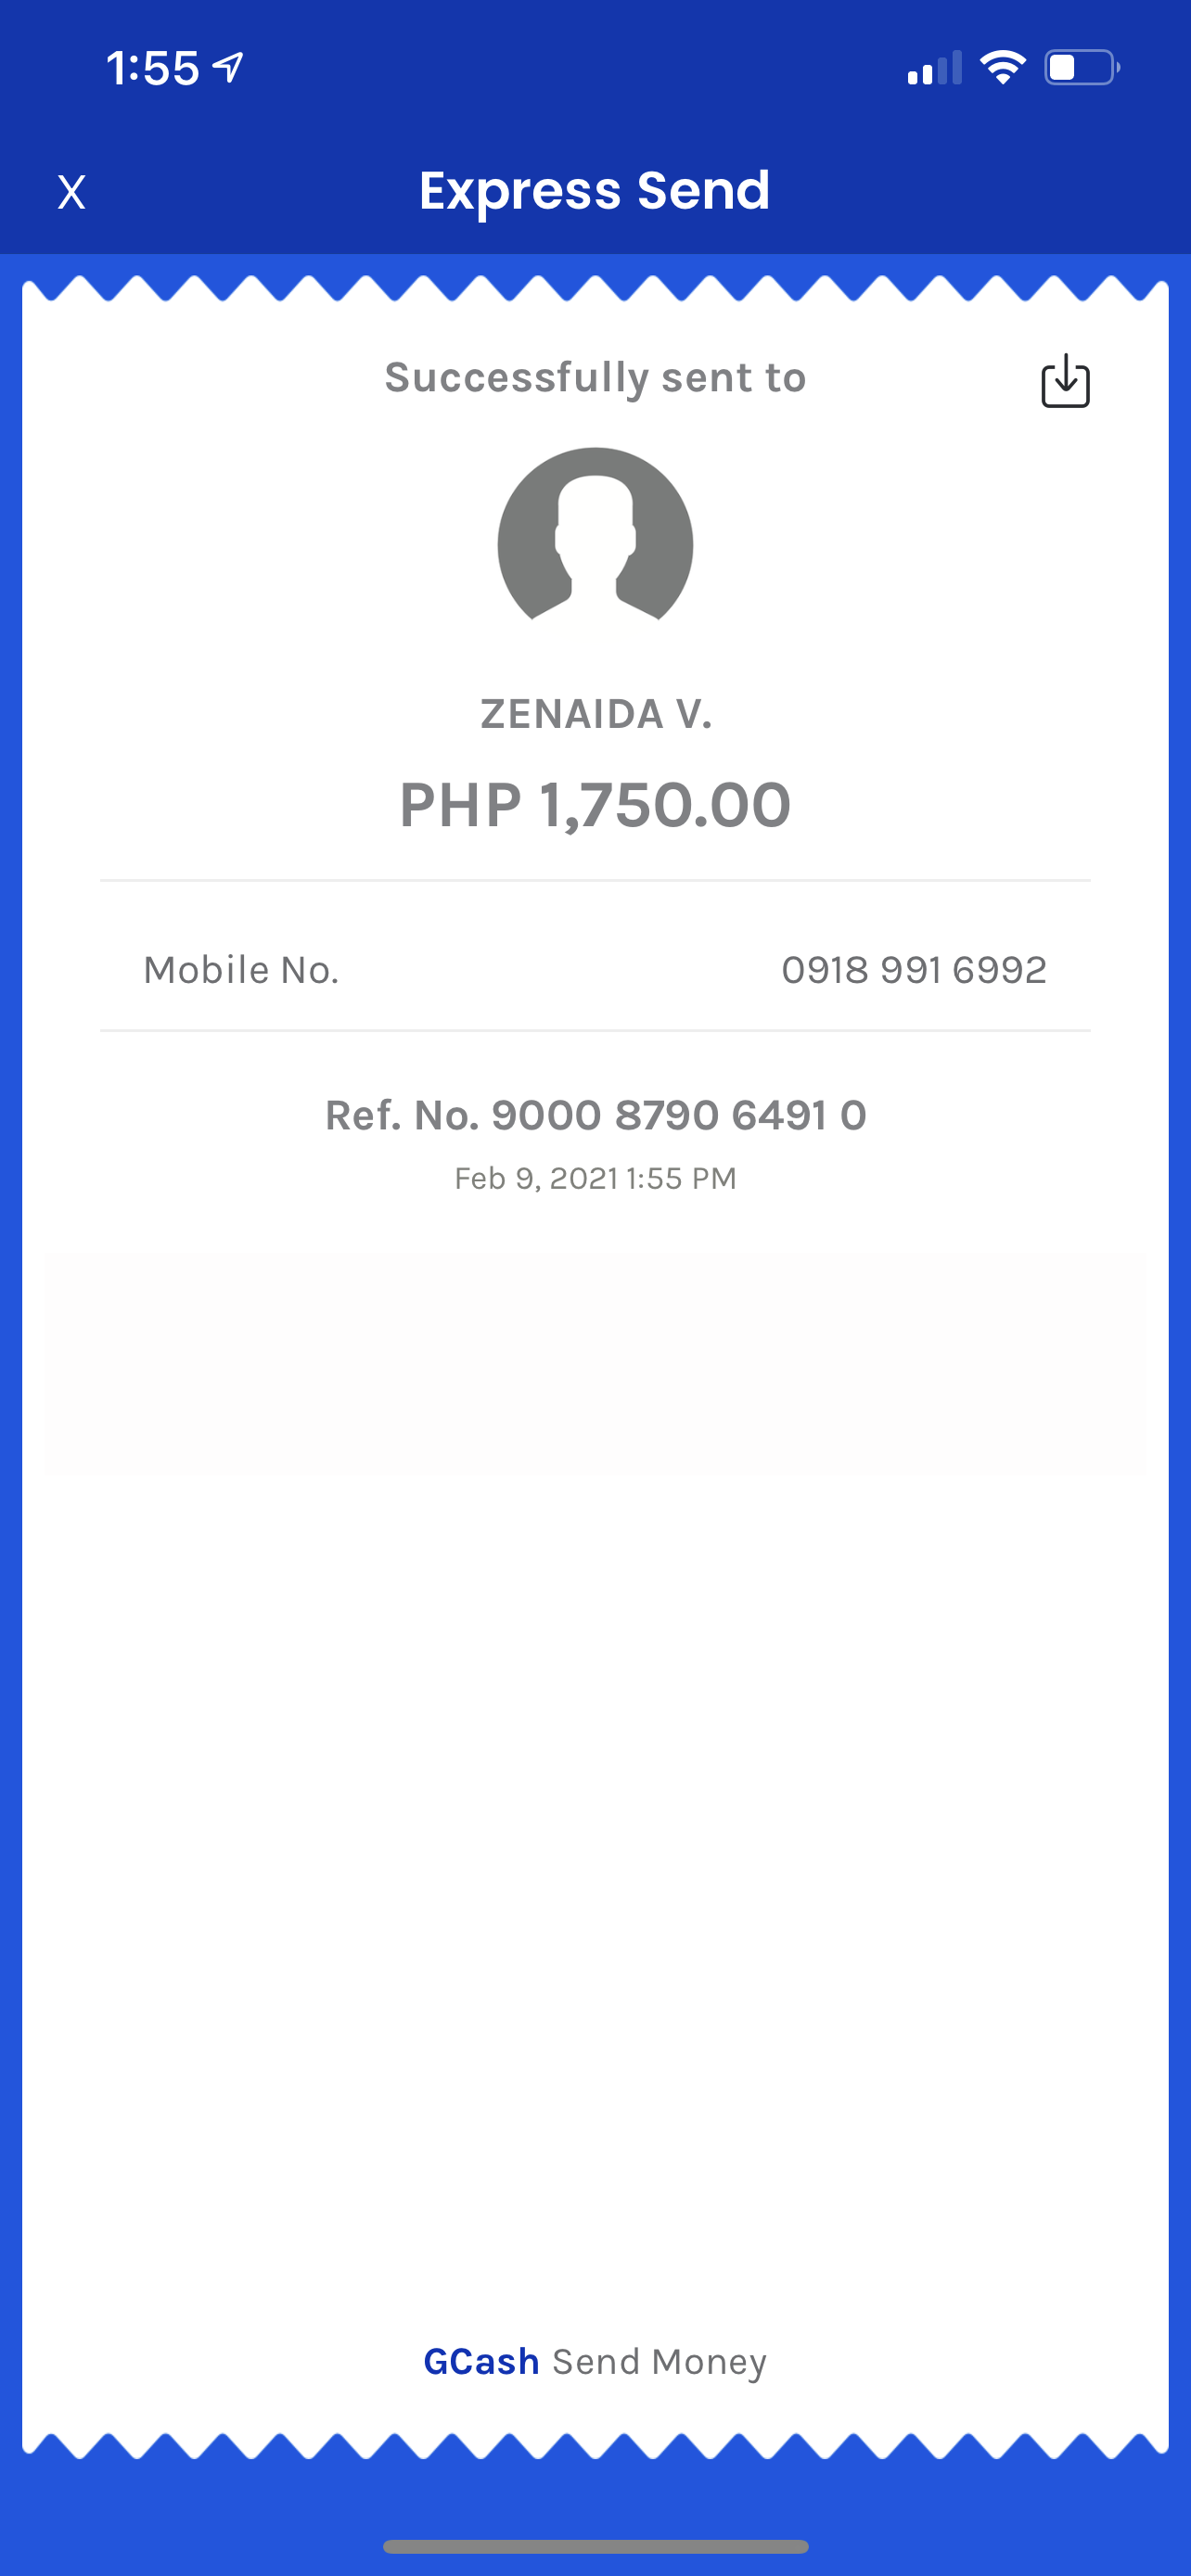 1:55
X
Express Send
Successfully sent to
ZENAIDA V.
PHP 1,750.00
Mobile No. 0918 991 6992
Ref. No. 9000 8790 6491 0
Feb 9, 2021 1:55 PM
GCash Send Money